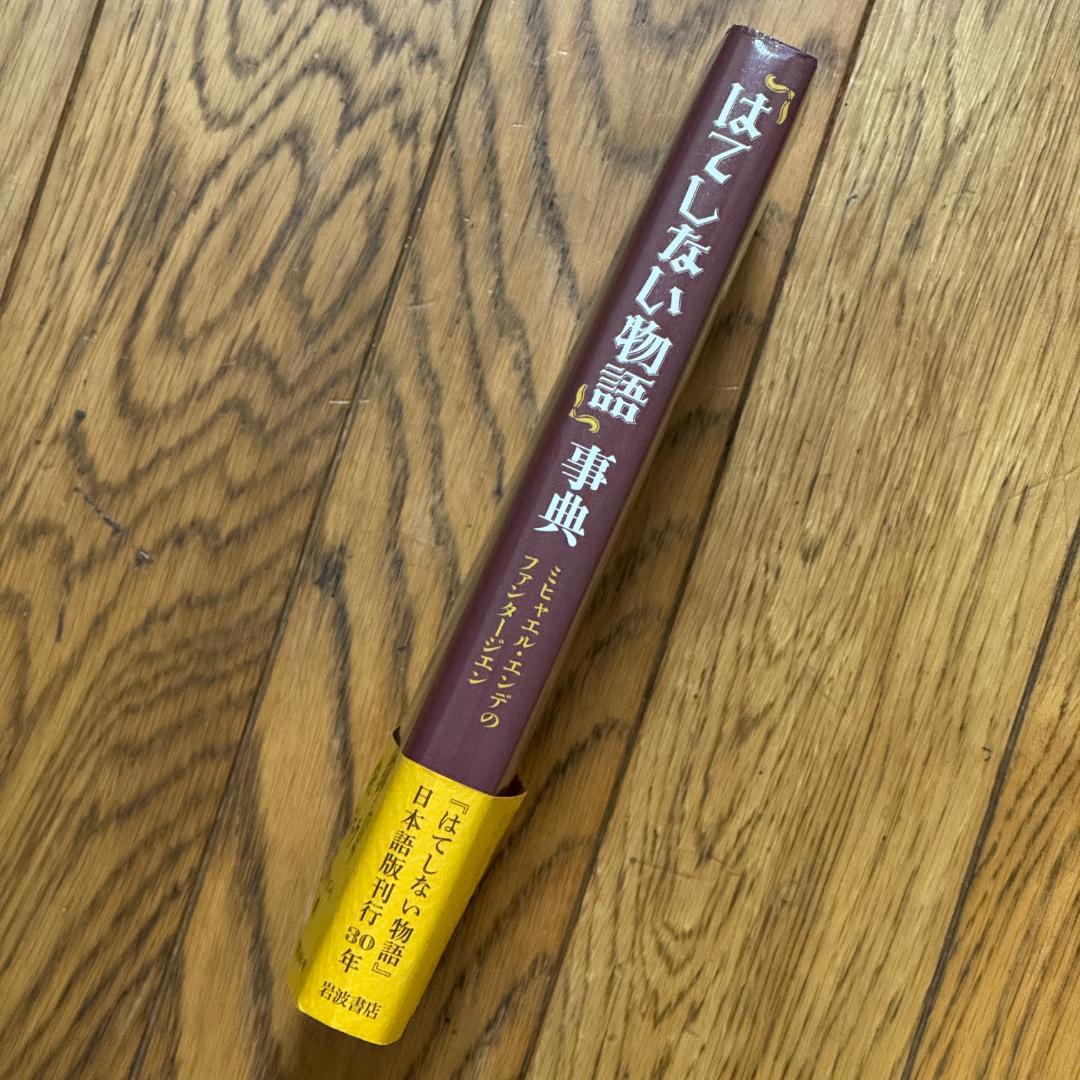 『はてしない物語』事典
ミヒャエル・エンデの
ファンタージエン
『はてしない物語』
日本語版刊行30年
岩波書店